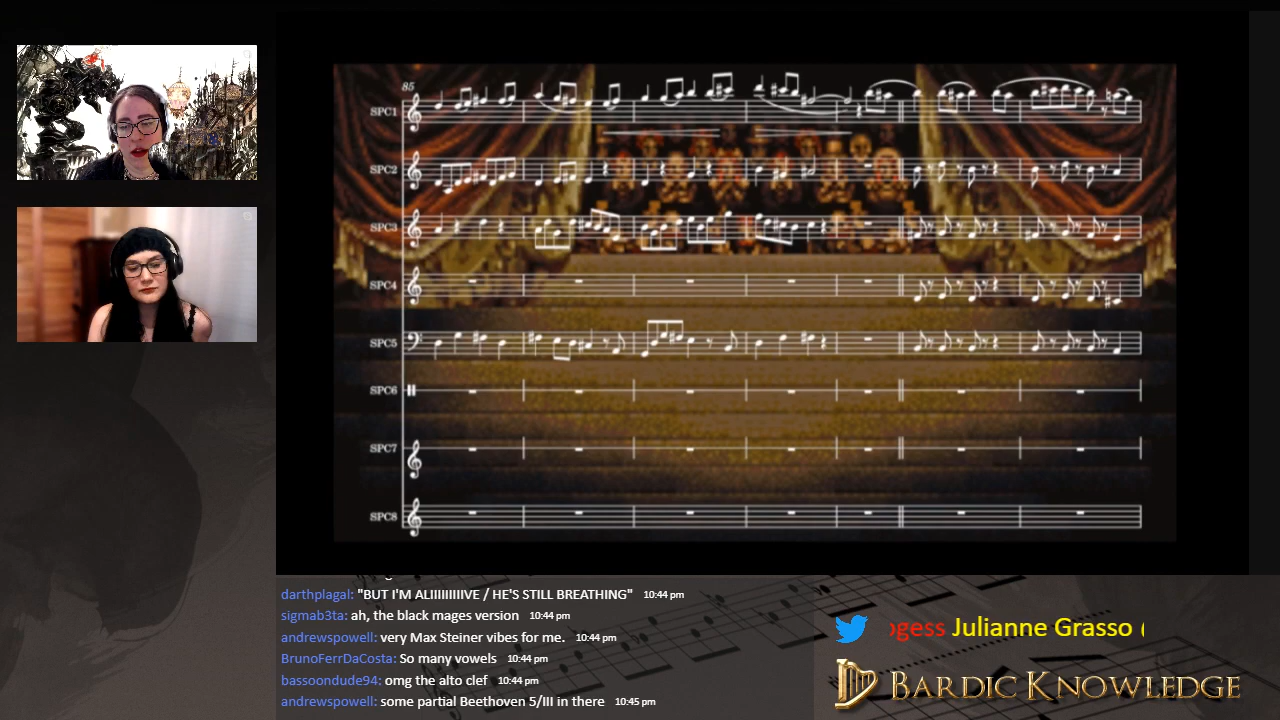 85
SPC1
SPC2
SPC3
SPC4
SPC5
SPC6
SPC7
SPC8
darthplagal: "BUT I'M ALIIIIIIIIIVE / HE'S STILL BREATHING" 10:44 pm
sigmab3ta: ah, the black mages version 10:44 pm
andrewspowell: very Max Steiner vibes for me. 10:44 pm
BrunoFerrDaCosta: So many vowels 10:44 pm
bassoondude94: omg the alto clef 10:44 pm
andrewspowell: some partial Beethoven 5/III in there 10:45 pm
ogess Julianne Grasso (
BARDIC KNOWLEDGE